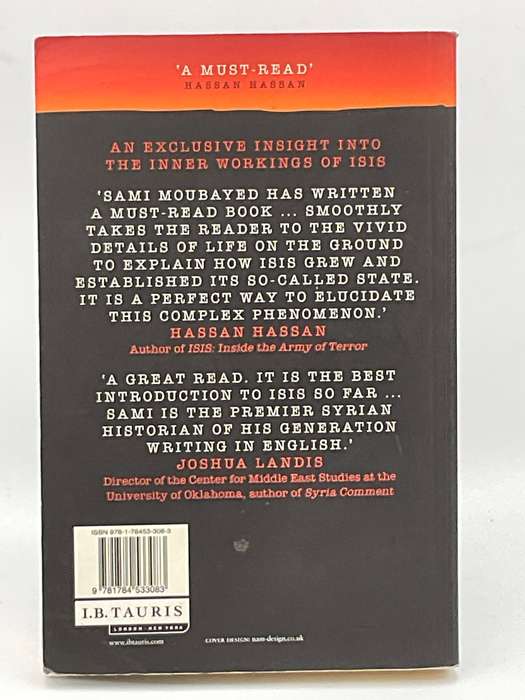 'A MUST-READ'
HASSAN HASSAN
AN EXCLUSIVE INSIGHT INTO
THE INNER WORKINGS OF ISIS
'SAMI MOUBAYED HAS WRITTEN
A MUST-READ BOOK ... SMOOTHLY
TAKES THE READER TO THE VIVID
DETAILS OF LIFE ON THE GROUND
TO EXPLAIN HOW ISIS GREW AND
ESTABLISHED ITS SO-CALLED STATE.
IT IS A PERFECT WAY TO ELUCIDATE
THIS COMPLEX PHENOMENON.'
HASSAN HASSAN
Author of ISIS: Inside the Army of Terror
'A GREAT READ. IT IS THE BEST
INTRODUCTION TO ISIS SO FAR ...
SAMI IS THE PREMIER SYRIAN
HISTORIAN OF HIS GENERATION
WRITING IN ENGLISH.'
JOSHUA LANDIS
Director of the Center for Middle East Studies at the
University of Oklahoma, author of Syria Comment
ISBN 978-1-78453-308-3
9 781784 533083
I.B.TAURIS
LONDON · NEW YORK
www.ibtauris.com
COVER DESIGN: nam-design.co.uk